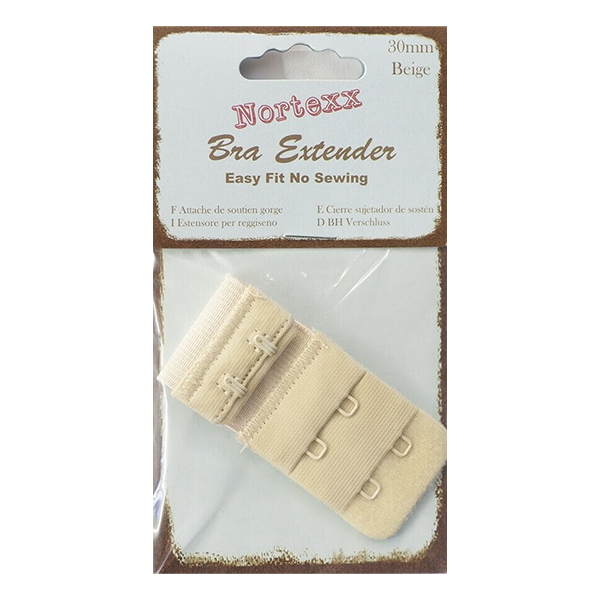 30mm
Beige
Nortexx
Bra Extender
Easy Fit No Sewing
F Attache de soutien gorge
E Cierre sujetador de sostén
I Estensore per reggiseno
D BH Verschluss